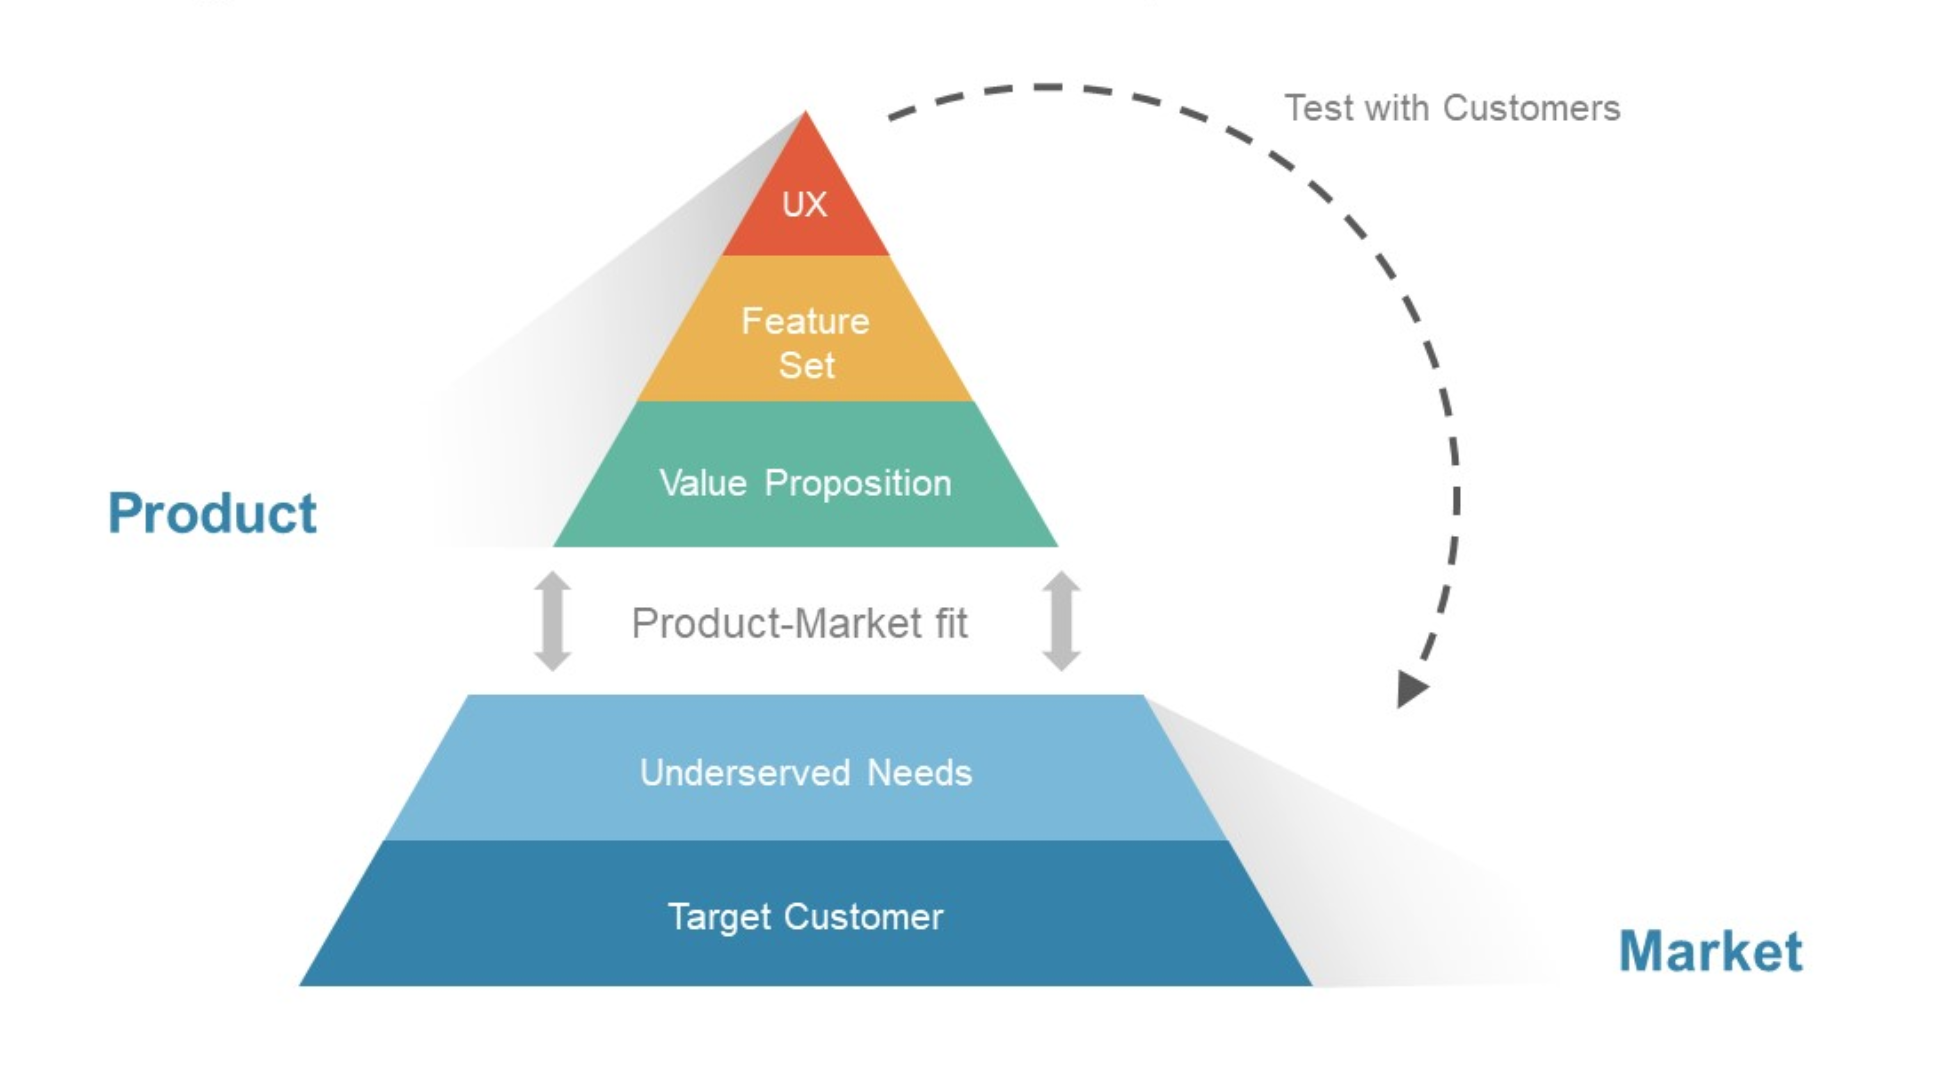 Test with Customers
UX
Feature
Set
Value Proposition
Product
Product-Market fit
Underserved Needs
Target Customer
Market